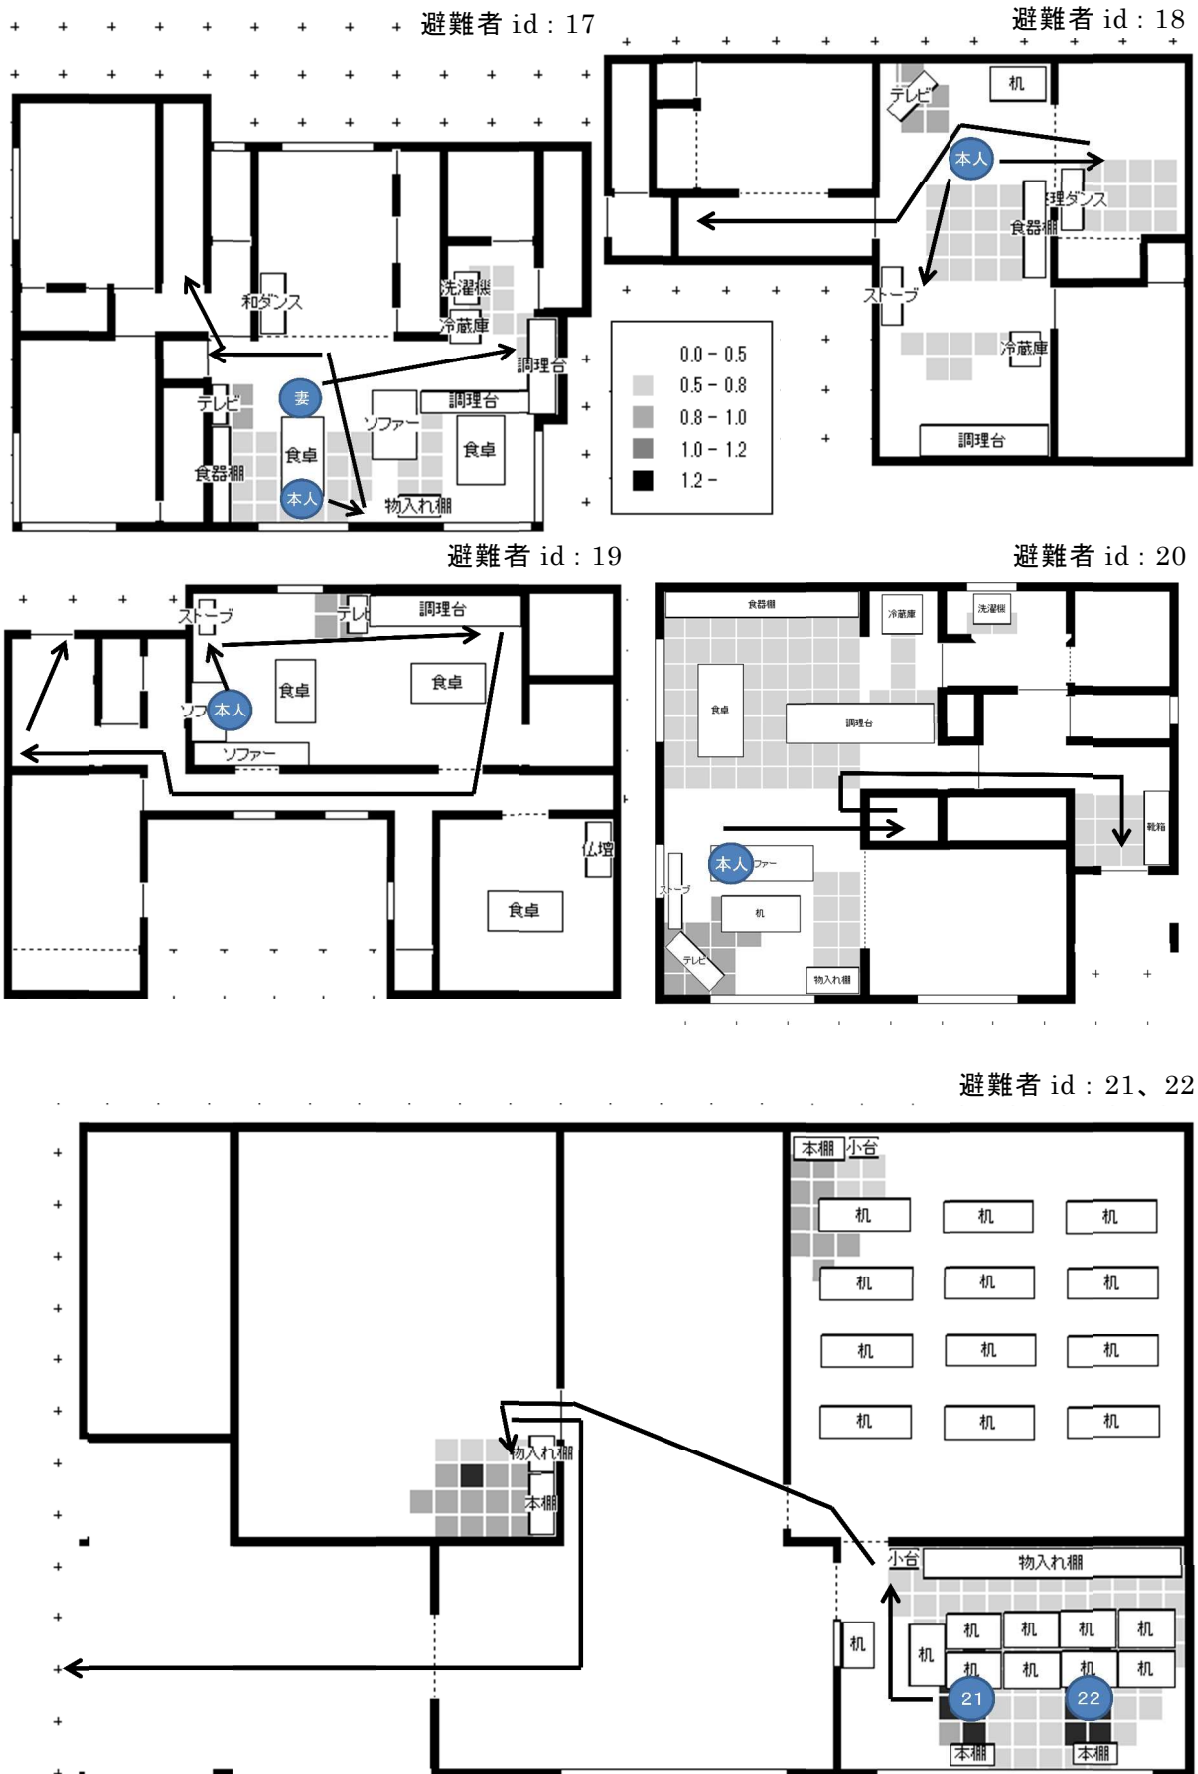 避難者 id : 17
和ダンス
洗濯機
冷蔵庫
調理台
テレビ
妻
ソファー
調理台
食卓
食卓
食器棚
本人
物入れ棚
避難者 id : 18
テレビ
机
本人
整理ダンス
食器棚
ストーブ
冷蔵庫
調理台
0.0 - 0.5
0.5 - 0.8
0.8 - 1.0
1.0 - 1.2
1.2 -
避難者 id : 19
ストーブ
テレビ
調理台
食卓
食卓
ソフ
本人
ソファー
仏壇
食卓
避難者 id : 20
食器棚
冷蔵庫
洗濯機
食卓
調理台
靴箱
本人
ファー
ストーブ
机
テレビ
物入れ棚
避難者 id : 21、22
本棚
小台
机
机
机
机
机
机
机
机
机
机
机
机
物入れ棚
本棚
小台
物入れ棚
机
机
机
机
机
机
机
机
机
机
21
22
本棚
本棚